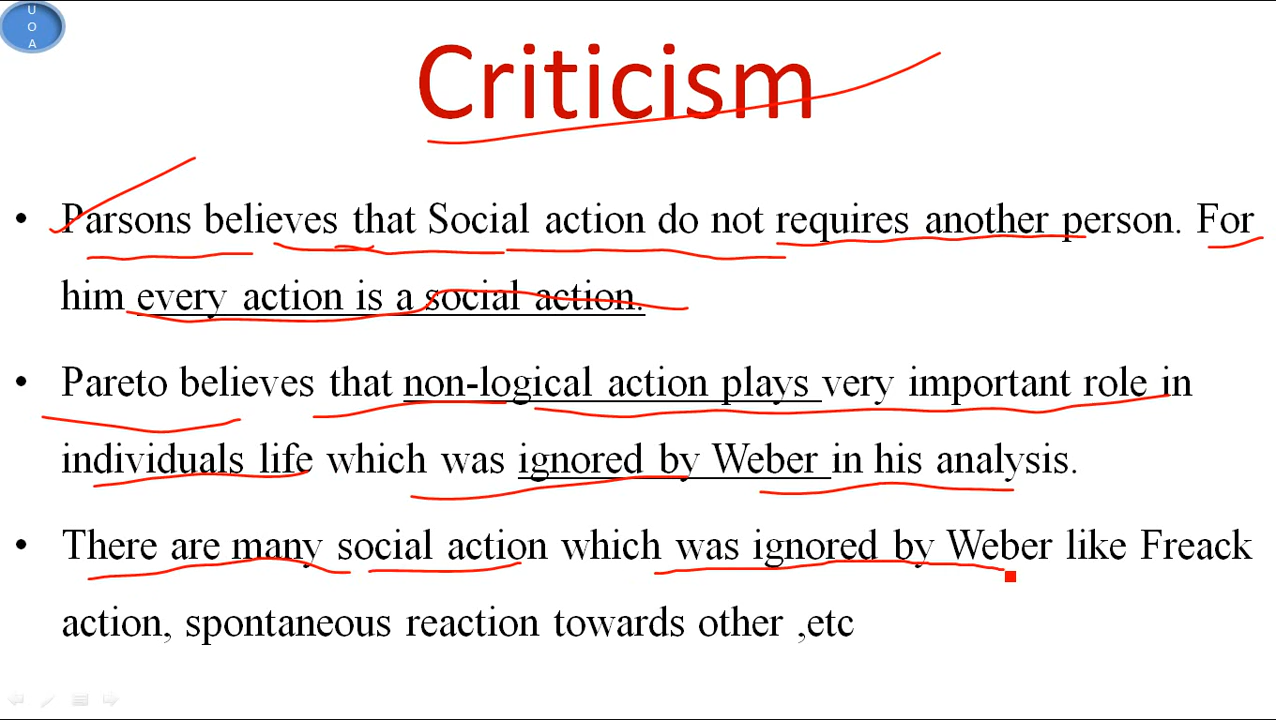 U
O
A
Criticism
• Parsons believes that Social action do not requires another person. For
him every action is a social action.
• Pareto believes that non-logical action plays very important role in
individuals life which was ignored by Weber in his analysis.
• There are many social action which was ignored by Weber like Freack
action, spontaneous reaction towards other ,etc